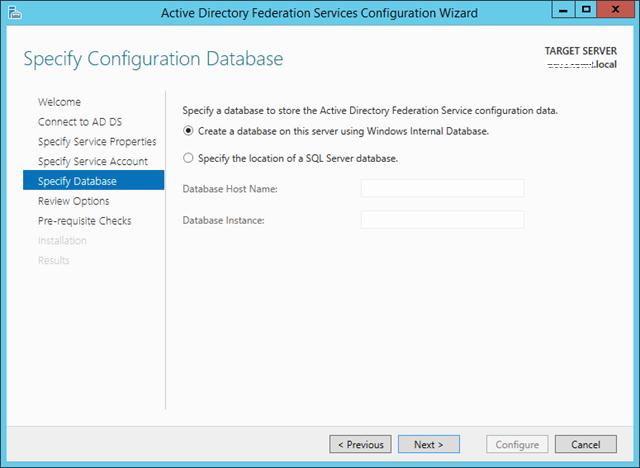 Active Directory Federation Services Configuration Wizard
Specify Configuration Database
TARGET SERVER
.local
Welcome
Connect to AD DS
Specify Service Properties
Specify Service Account
Specify Database
Review Options
Pre-requisite Checks
Installation
Results
Specify a database to store the Active Directory Federation Service configuration data.
Create a database on this server using Windows Internal Database.
Specify the location of a SQL Server database.
Database Host Name:
Database Instance:
< Previous
Next >
Configure
Cancel